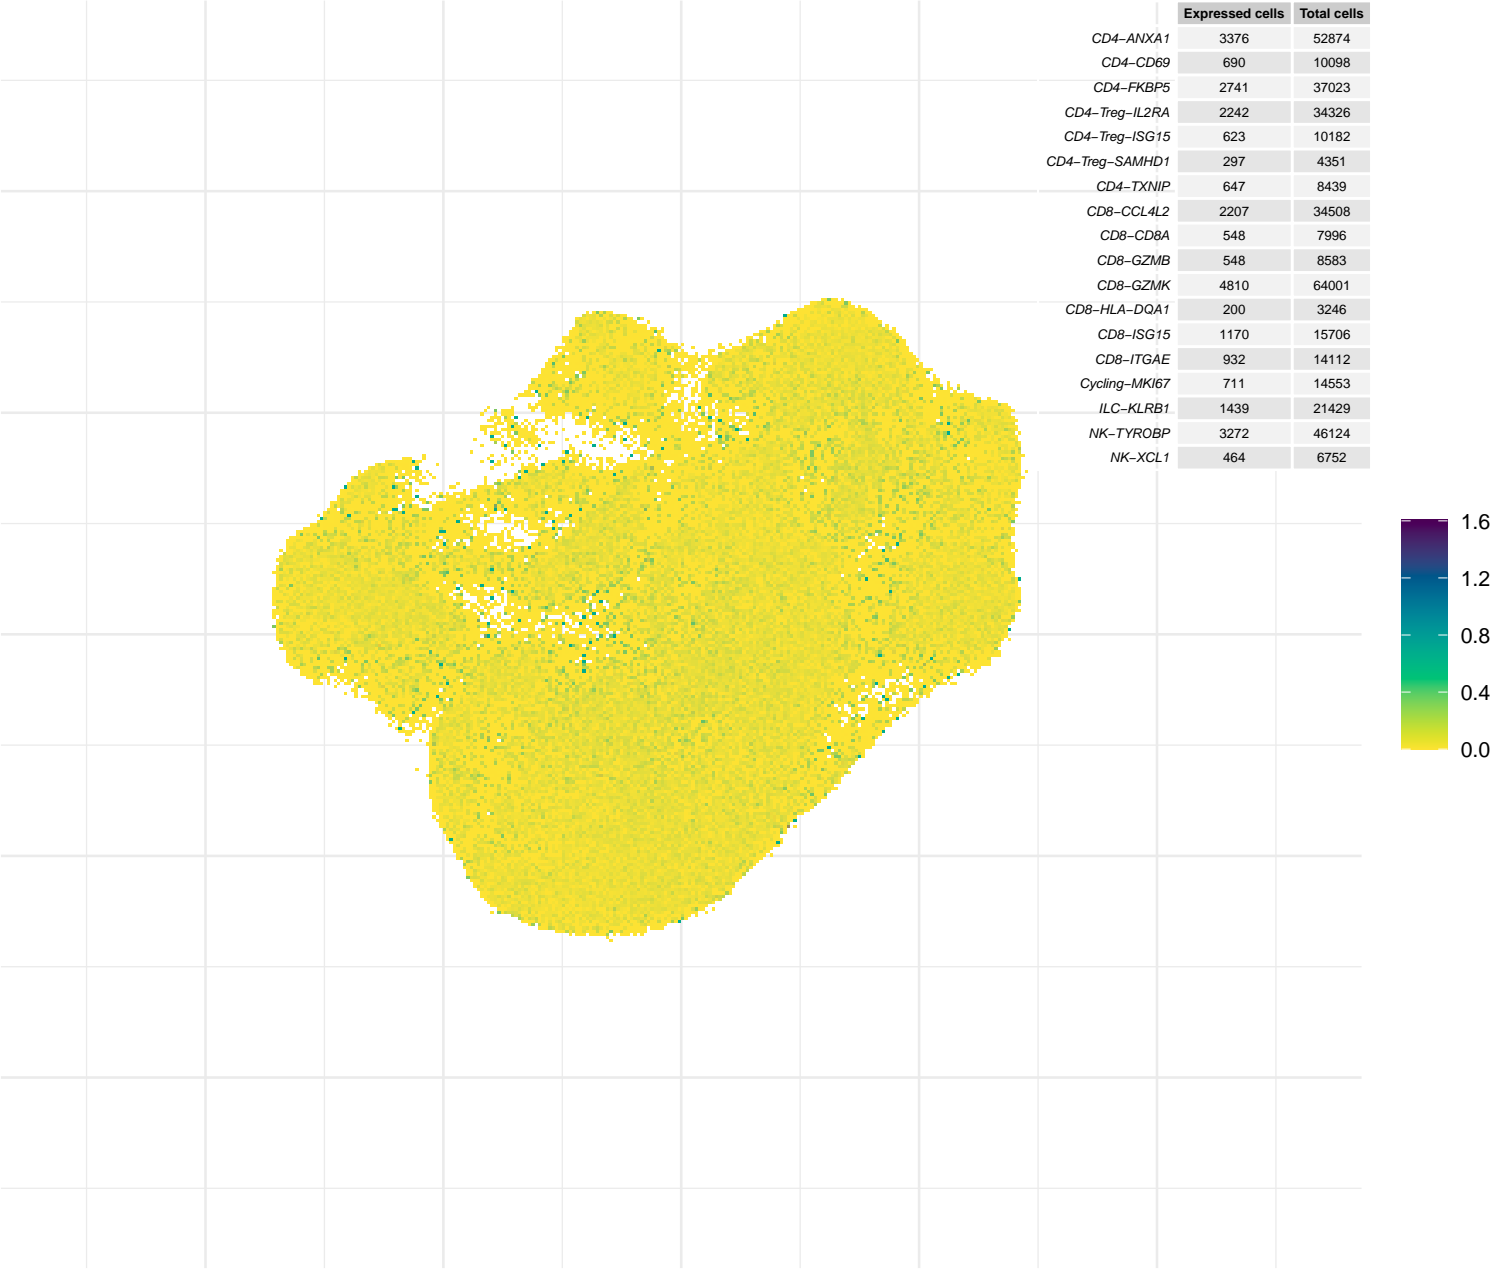 Expressed cells Total cells
CD4−ANXA1 3376 52874
CD4−CD69 690 10098
CD4−FKBP5 2741 37023
CD4−Treg−IL2RA 2242 34326
CD4−Treg−ISG15 623 10182
CD4−Treg−SAMHD1 297 4351
CD4−TXNIP 647 8439
CD8−CCL4L2 2207 34508
CD8−CD8A 548 7996
CD8−GZMB 548 8583
CD8−GZMK 4810 64001
CD8−HLA−DQA1 200 3246
CD8−ISG15 1170 15706
CD8−ITGAE 932 14112
Cycling−MKI67 711 14553
ILC−KLRB1 1439 21429
NK−TYROBP 3272 46124
NK−XCL1 464 6752
1.6
1.2
0.8
0.4
0.0